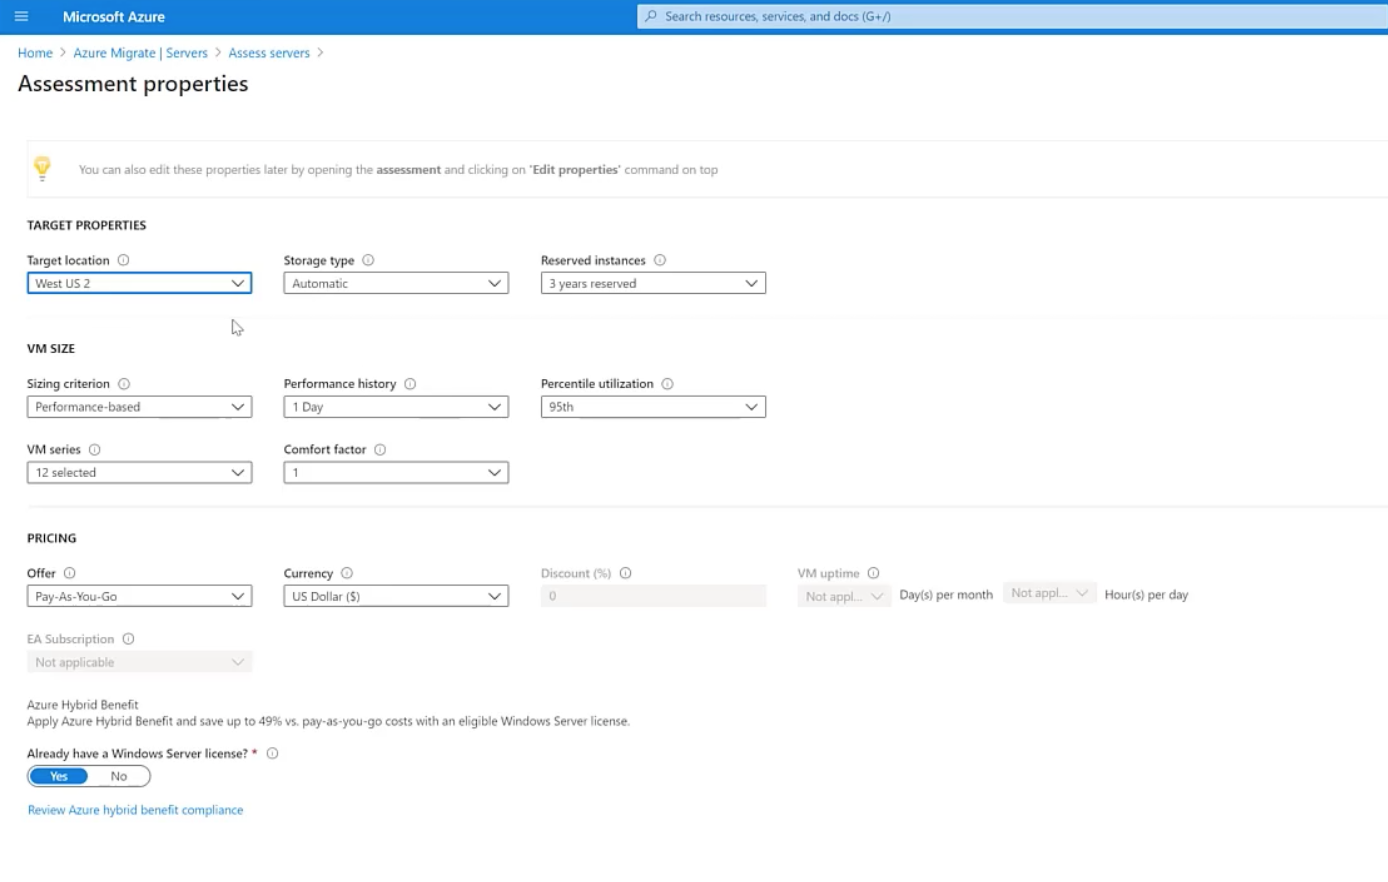 Microsoft Azure
Search resources, services, and docs (G+/)
Home > Azure Migrate | Servers > Assess servers >
Assessment properties
You can also edit these properties later by opening the assessment and clicking on 'Edit properties' command on top
TARGET PROPERTIES
Target location Storage type Reserved instances
West US 2 Automatic 3 years reserved
VM SIZE
Sizing criterion Performance history Percentile utilization
Performance-based 1 Day 95th
VM series Comfort factor
12 selected 1
PRICING
Offer Currency Discount (%) VM uptime
Pay-As-You-Go US Dollar ($) 0 Not appl... Day(s) per month Not appl... Hour(s) per day
EA Subscription
Not applicable
Azure Hybrid Benefit
Apply Azure Hybrid Benefit and save up to 49% vs. pay-as-you-go costs with an eligible Windows Server license.
Already have a Windows Server license? *
Yes No
Review Azure hybrid benefit compliance